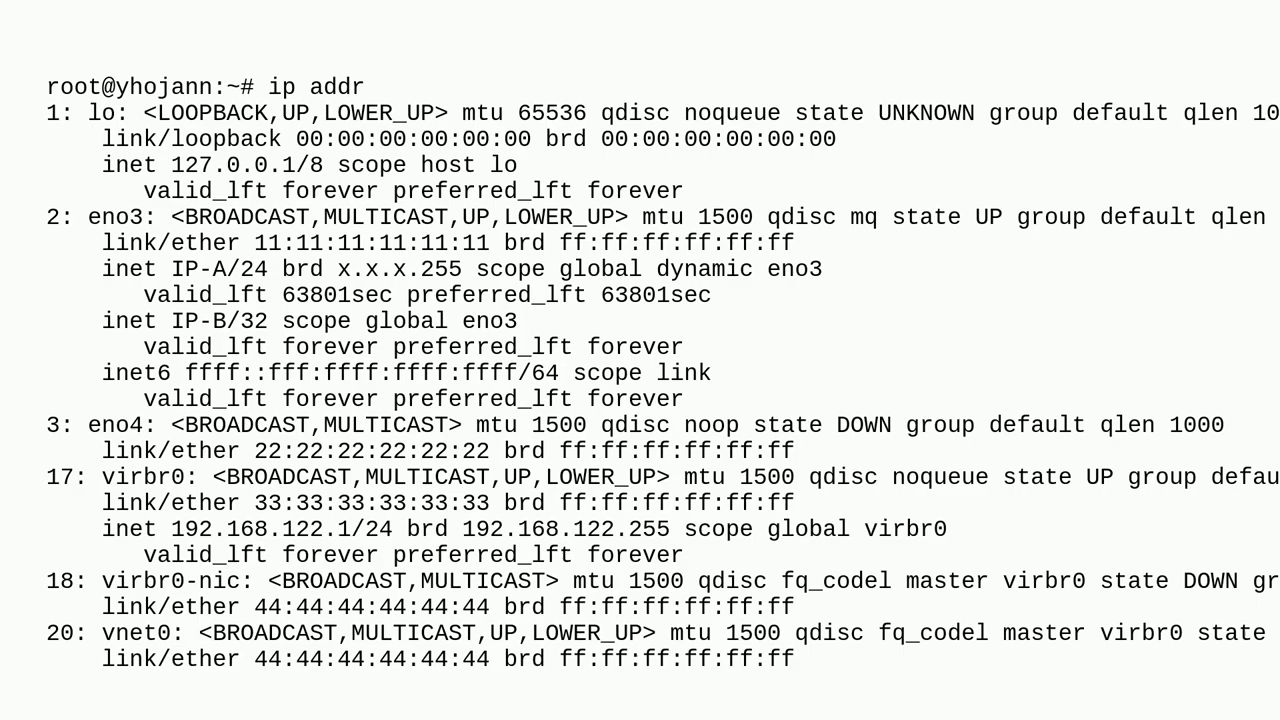 root@yhojann:~# ip addr
1: lo: <LOOPBACK,UP,LOWER_UP> mtu 65536 qdisc noqueue state UNKNOWN group default qlen 10
    link/loopback 00:00:00:00:00:00 brd 00:00:00:00:00:00
    inet 127.0.0.1/8 scope host lo
       valid_lft forever preferred_lft forever
2: eno3: <BROADCAST,MULTICAST,UP,LOWER_UP> mtu 1500 qdisc mq state UP group default qlen
    link/ether 11:11:11:11:11:11 brd ff:ff:ff:ff:ff:ff
    inet IP-A/24 brd x.x.x.255 scope global dynamic eno3
       valid_lft 63801sec preferred_lft 63801sec
    inet IP-B/32 scope global eno3
       valid_lft forever preferred_lft forever
    inet6 ffff::fff:ffff:ffff:ffff/64 scope link
       valid_lft forever preferred_lft forever
3: eno4: <BROADCAST,MULTICAST> mtu 1500 qdisc noop state DOWN group default qlen 1000
    link/ether 22:22:22:22:22:22 brd ff:ff:ff:ff:ff:ff
17: virbr0: <BROADCAST,MULTICAST,UP,LOWER_UP> mtu 1500 qdisc noqueue state UP group defau
    link/ether 33:33:33:33:33:33 brd ff:ff:ff:ff:ff:ff
    inet 192.168.122.1/24 brd 192.168.122.255 scope global virbr0
       valid_lft forever preferred_lft forever
18: virbr0-nic: <BROADCAST,MULTICAST> mtu 1500 qdisc fq_codel master virbr0 state DOWN gr
    link/ether 44:44:44:44:44:44 brd ff:ff:ff:ff:ff:ff
20: vnet0: <BROADCAST,MULTICAST,UP,LOWER_UP> mtu 1500 qdisc fq_codel master virbr0 state
    link/ether 44:44:44:44:44:44 brd ff:ff:ff:ff:ff:ff